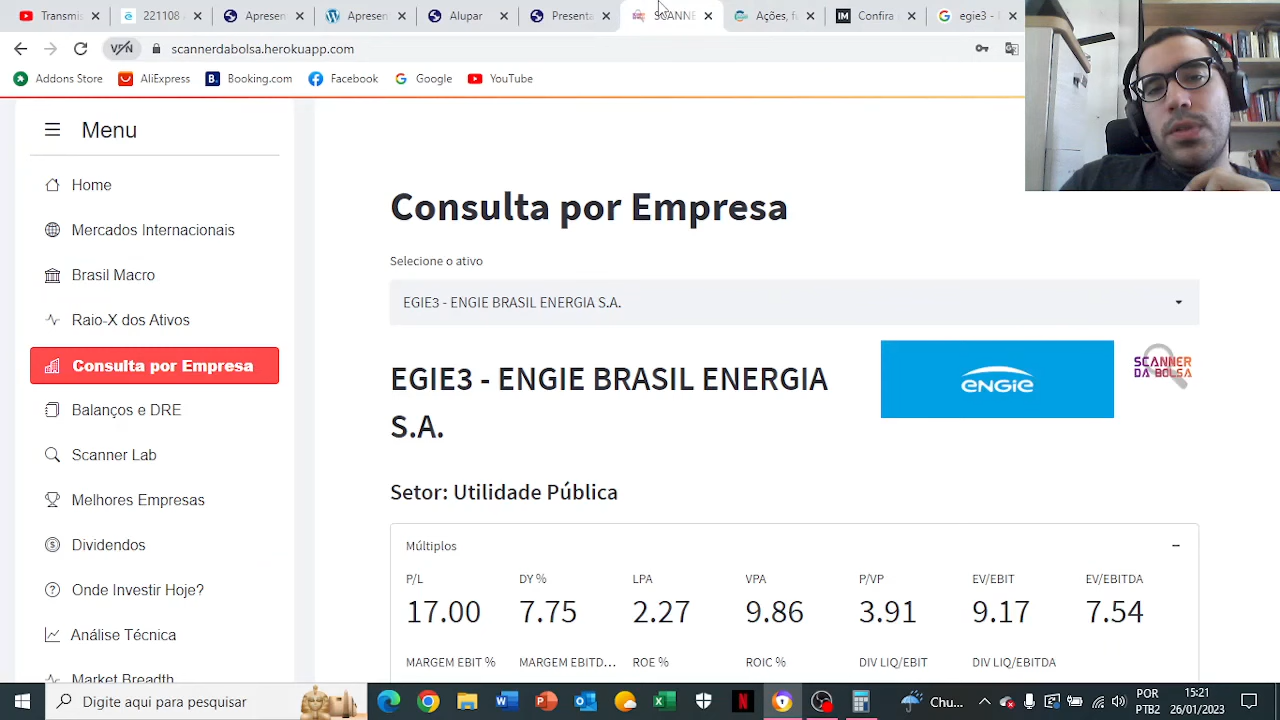 Transmis
221108
Apresen
Apresen
Alupar
Presenta
SCANNE
Ações, fa
Confira
egie3 -
VPN
scannerdabolsa.herokuapp.com
Addons Store
AliExpress
Booking.com
Facebook
Google
YouTube
Menu
Home
Mercados Internacionais
Brasil Macro
Raio-X dos Ativos
Consulta por Empresa
Balanços e DRE
Scanner Lab
Melhores Empresas
Dividendos
Onde Investir Hoje?
Análise Técnica
Market Breadth
Consulta por Empresa
Selecione o ativo
EGIE3 - ENGIE BRASIL ENERGIA S.A.
EGIE3 - ENGIE BRASIL ENERGIA
S.A.
ENGIE
SCANNER
DA BOLSA
Setor: Utilidade Pública
Múltiplos
P/L DY % LPA VPA P/VP EV/EBIT EV/EBITDA
17.00 7.75 2.27 9.86 3.91 9.17 7.54
MARGEM EBIT % MARGEM EBITD... ROE % ROIC % DIV LIQ/EBIT DIV LIQ/EBITDA
Digite aqui para pesquisar
Chu...
POR
PTB2
15:21
26/01/2023